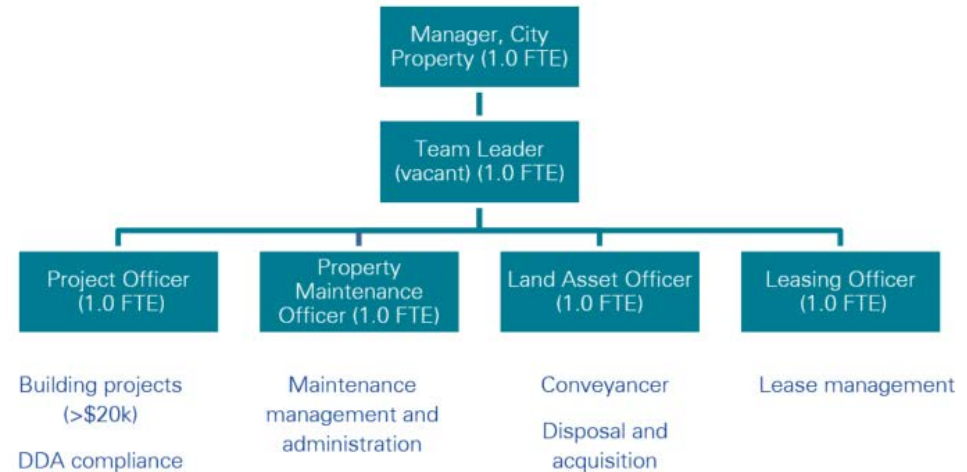 Manager, City
Property (1.0 FTE)
Team Leader
(vacant) (1.0 FTE)
Project Officer
(1.0 FTE)
Property
Maintenance
Officer (1.0 FTE)
Land Asset Officer
(1.0 FTE)
Leasing Officer
(1.0 FTE)
Building projects
(>$20k)
DDA compliance
Maintenance
management and
administration
Conveyancer
Disposal and
acquisition
Lease management